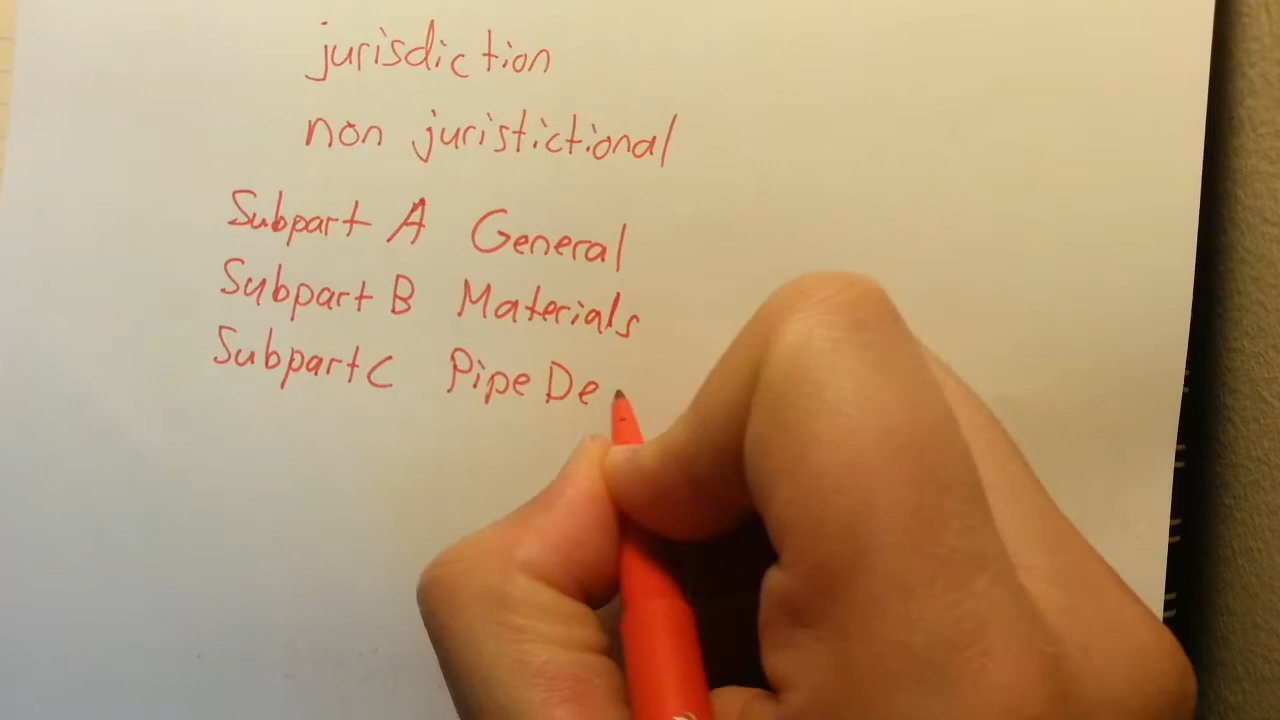 jurisdiction
non juristictional
Subpart A General
Subpart B Materials
Subpart C Pipe De